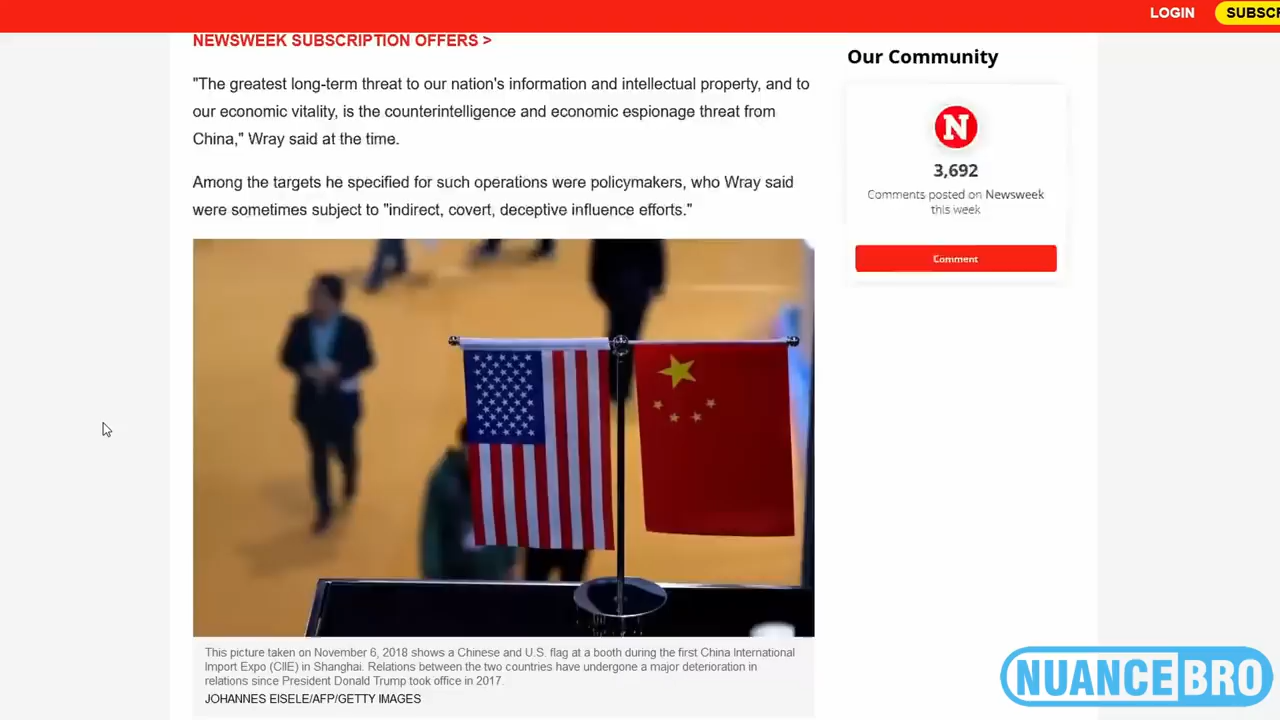 LOGIN
SUBSCR
NEWSWEEK SUBSCRIPTION OFFERS >
"The greatest long-term threat to our nation's information and intellectual property, and to
our economic vitality, is the counterintelligence and economic espionage threat from
China," Wray said at the time.
Among the targets he specified for such operations were policymakers, who Wray said
were sometimes subject to "indirect, covert, deceptive influence efforts."
This picture taken on November 6, 2018 shows a Chinese and U.S. flag at a booth during the first China International
Import Expo (CIIE) in Shanghai. Relations between the two countries have undergone a major deterioration in
relations since President Donald Trump took office in 2017.
JOHANNES EISELE/AFP/GETTY IMAGES
Our Community
N
3,692
Comments posted on Newsweek
this week
Comment
NUANCEBRO